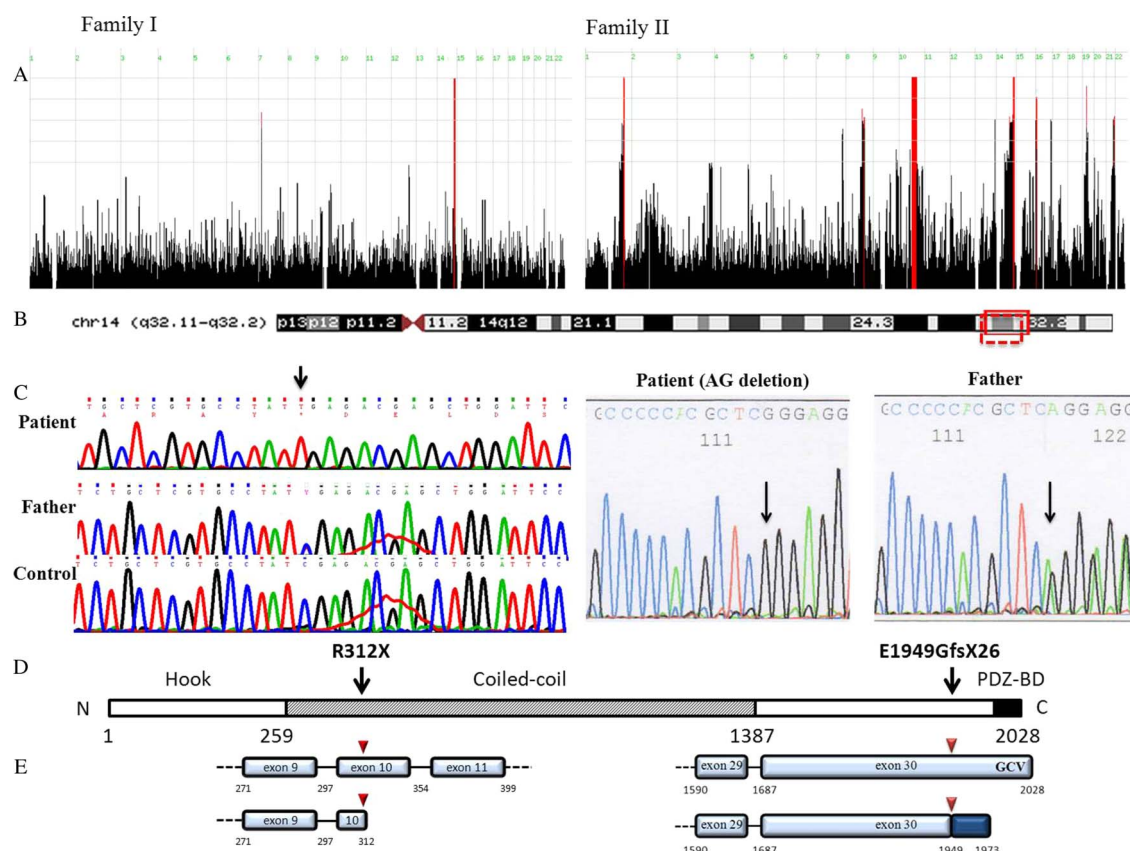 Family I
Family II
A
1 2 3 4 5 6 7 8 9 10 11 12 13 14 15 16 17 18 19 20 21 22
1 2 3 4 5 6 7 8 9 10 11 12 13 14 15 16 17 18 19 20 21 22
B
chr14 (q32.11-q32.2) p13 p12 p11.2 11.2 14q12 21.1 24.3 32.2
C
Patient
T G C T C G T G C C T A T T G A G A C G A G C T G G A T T C
Father
T C T G C T C G T G C C T A T Y G A G A C G A G C T G G A T T C C
Control
T C T G C T C G T G C C T A T C G A G A C G A G C T G G A T T C C
Patient (AG deletion)
GCCCCCACGCTCGGGAGG
111
Father
GCCCCCACGCTCAGGAGG
111 122
D
R312X
E1949GfsX26
Hook
Coiled-coil
PDZ-BD
N
C
1
259
1387
2028
E
exon 9
exon 10
exon 11
271 297 354 399
exon 9
10
271 297 312
exon 29
exon 30
GCV
1590 1687 2028
exon 29
exon 30
1590 1687 1949 1973